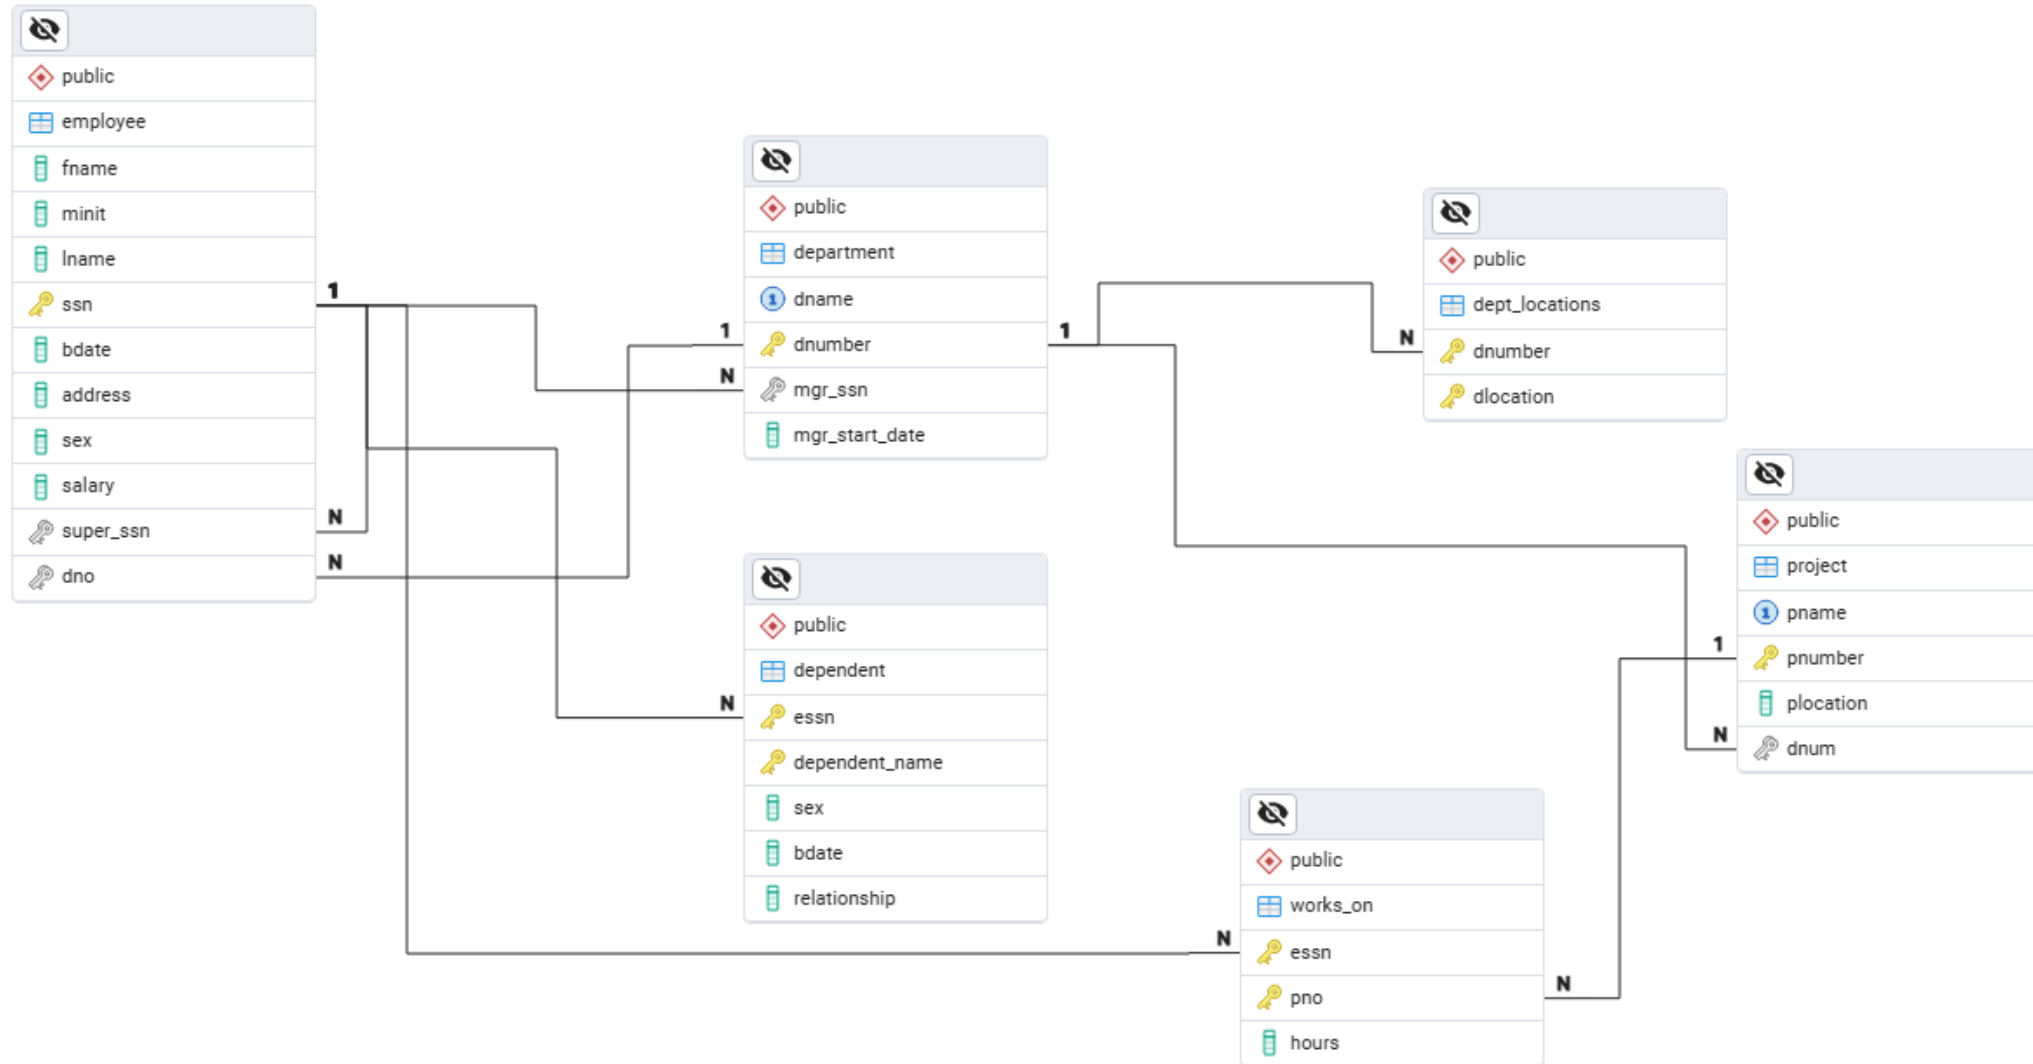 public
employee
fname
minit
lname
1
ssn
bdate
address
sex
salary
N
super_ssn
N
dno
public
department
dname
1
1
dnumber
N
mgr_ssn
mgr_start_date
public
dept_locations
N
dnumber
dlocation
public
dependent
N
essn
dependent_name
sex
bdate
relationship
public
project
pname
1
pnumber
plocation
N
dnum
public
works_on
N
essn
N
pno
hours